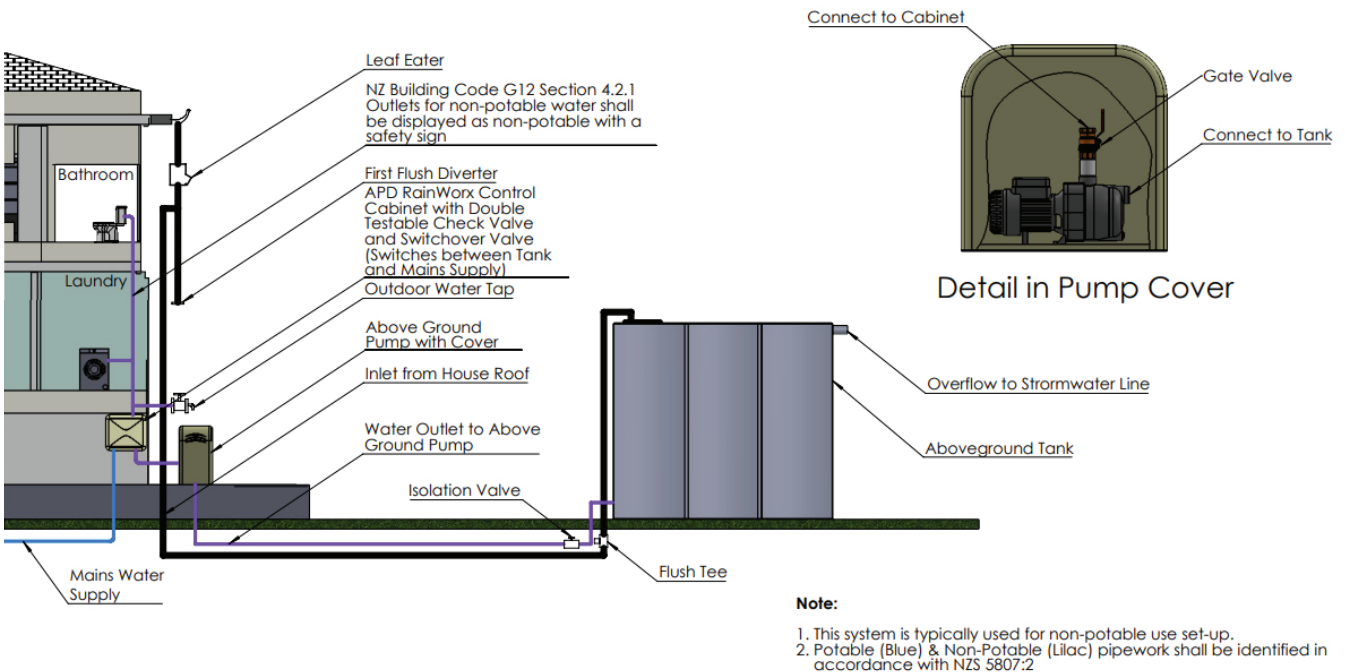 Connect to Cabinet
Gate Valve
Connect to Tank
Detail in Pump Cover
Leaf Eater
NZ Building Code G12 Section 4.2.1
Outlets for non-potable water shall
be displayed as non-potable with a
safety sign
Bathroom
First Flush Diverter
APD RainWorx Control
Cabinet with Double
Testable Check Valve
and Switchover Valve
(Switches between Tank
and Mains Supply)
Laundry
Outdoor Water Tap
Above Ground
Pump with Cover
Inlet from House Roof
Water Outlet to Above
Ground Pump
Isolation Valve
Overflow to Strormwater Line
Aboveground Tank
Flush Tee
Mains Water
Supply
Note:
1. This system is typically used for non-potable use set-up.
2. Potable (Blue) & Non-Potable (Lilac) pipework shall be identified in
accordance with NZS 5807:2